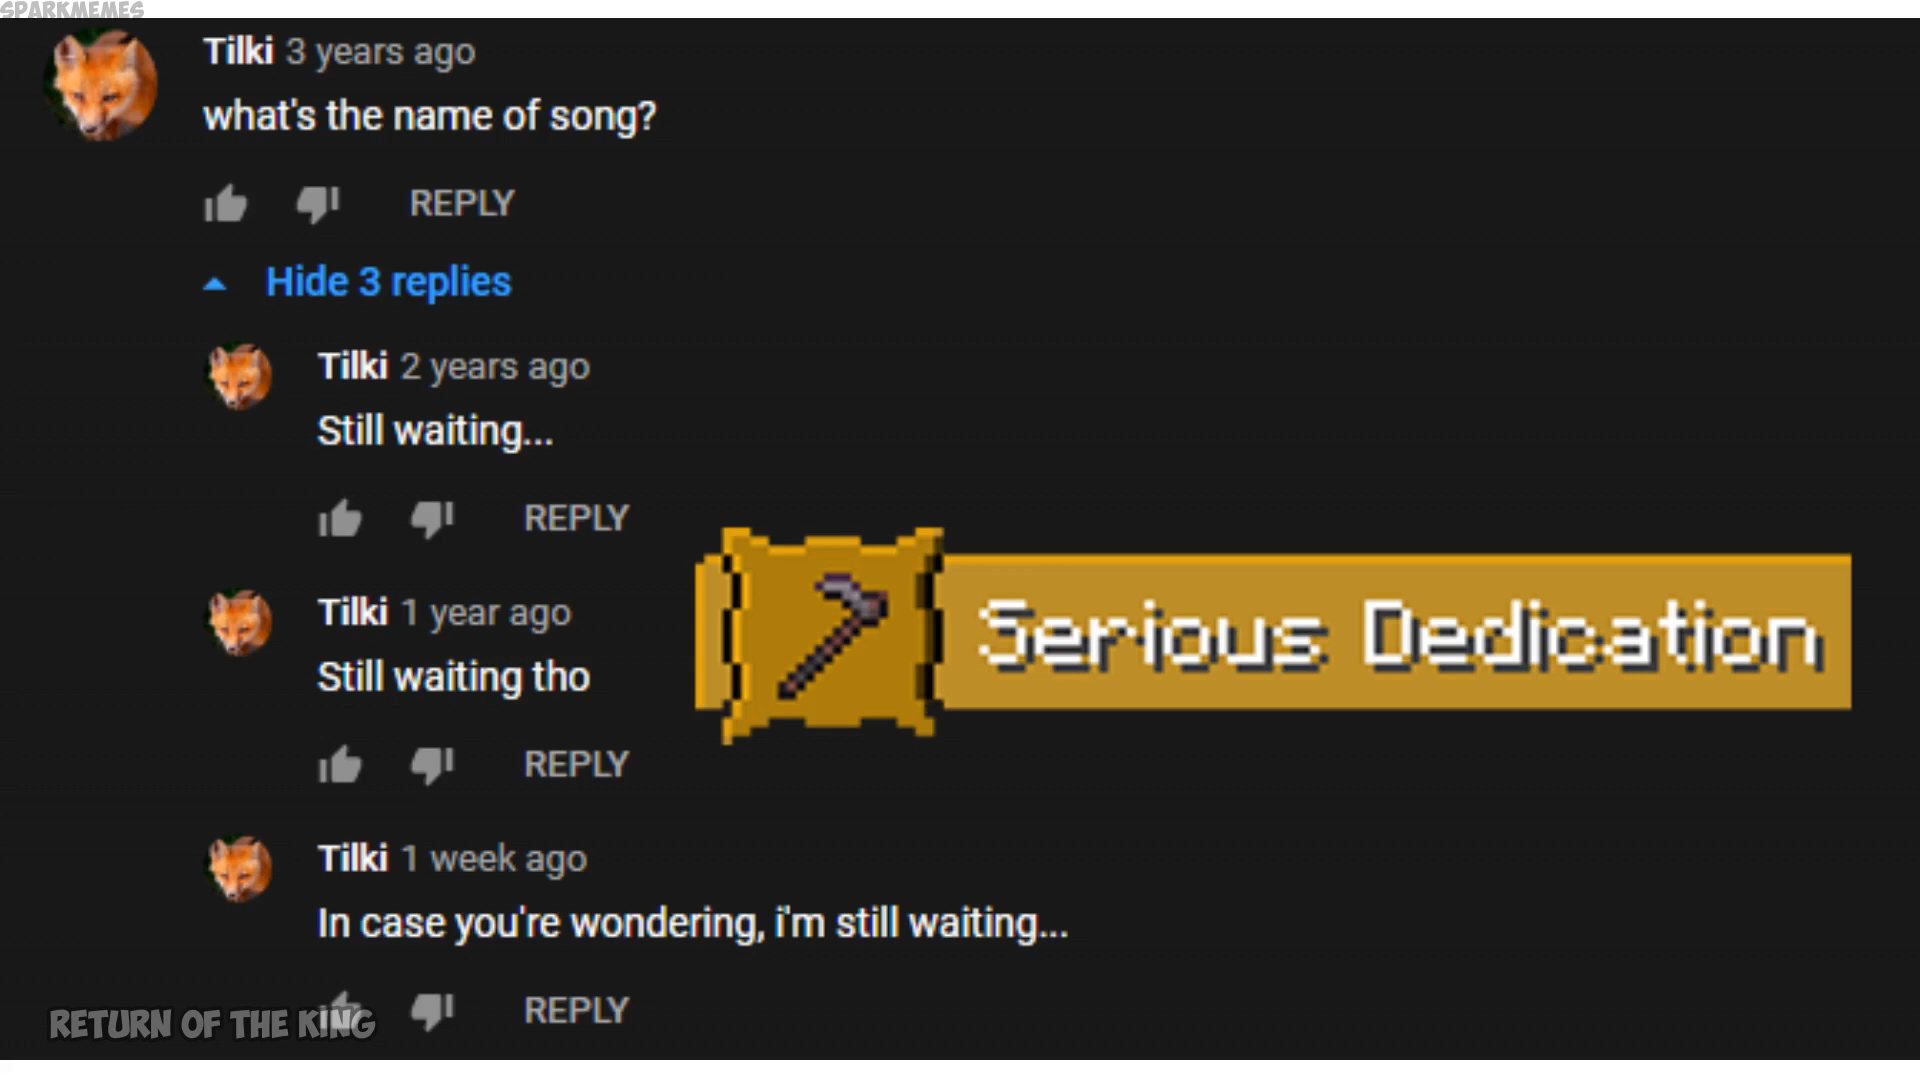 SPARKMEMES
Tilki 3 years ago
what's the name of song?
REPLY
Hide 3 replies
Tilki 2 years ago
Still waiting...
REPLY
Tilki 1 year ago
Still waiting tho
REPLY
Serious Dedication
Tilki 1 week ago
In case you're wondering, i'm still waiting...
REPLY
RETURN OF THE KING